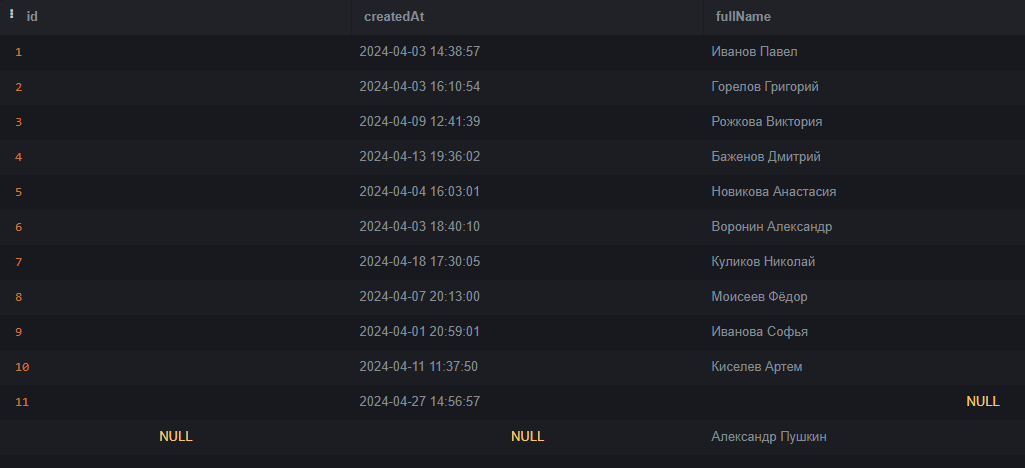 id createdAt fullName
1 2024-04-03 14:38:57 Иванов Павел
2 2024-04-03 16:10:54 Горелов Григорий
3 2024-04-09 12:41:39 Рожкова Виктория
4 2024-04-13 19:36:02 Баженов Дмитрий
5 2024-04-04 16:03:01 Новикова Анастасия
6 2024-04-03 18:40:10 Воронин Александр
7 2024-04-18 17:30:05 Куликов Николай
8 2024-04-07 20:13:00 Моисеев Фёдор
9 2024-04-01 20:59:01 Иванова Софья
10 2024-04-11 11:37:50 Киселев Артем
11 2024-04-27 14:56:57 NULL
NULL NULL Александр Пушкин